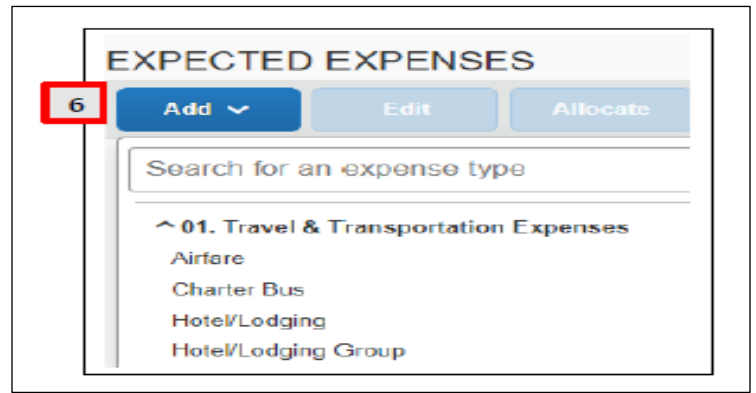 EXPECTED EXPENSES
6 Add Edit Allocate
Search for an expense type
01. Travel & Transportation Expenses
Airfare
Charter Bus
Hotel/Lodging
Hotel/Lodging Group